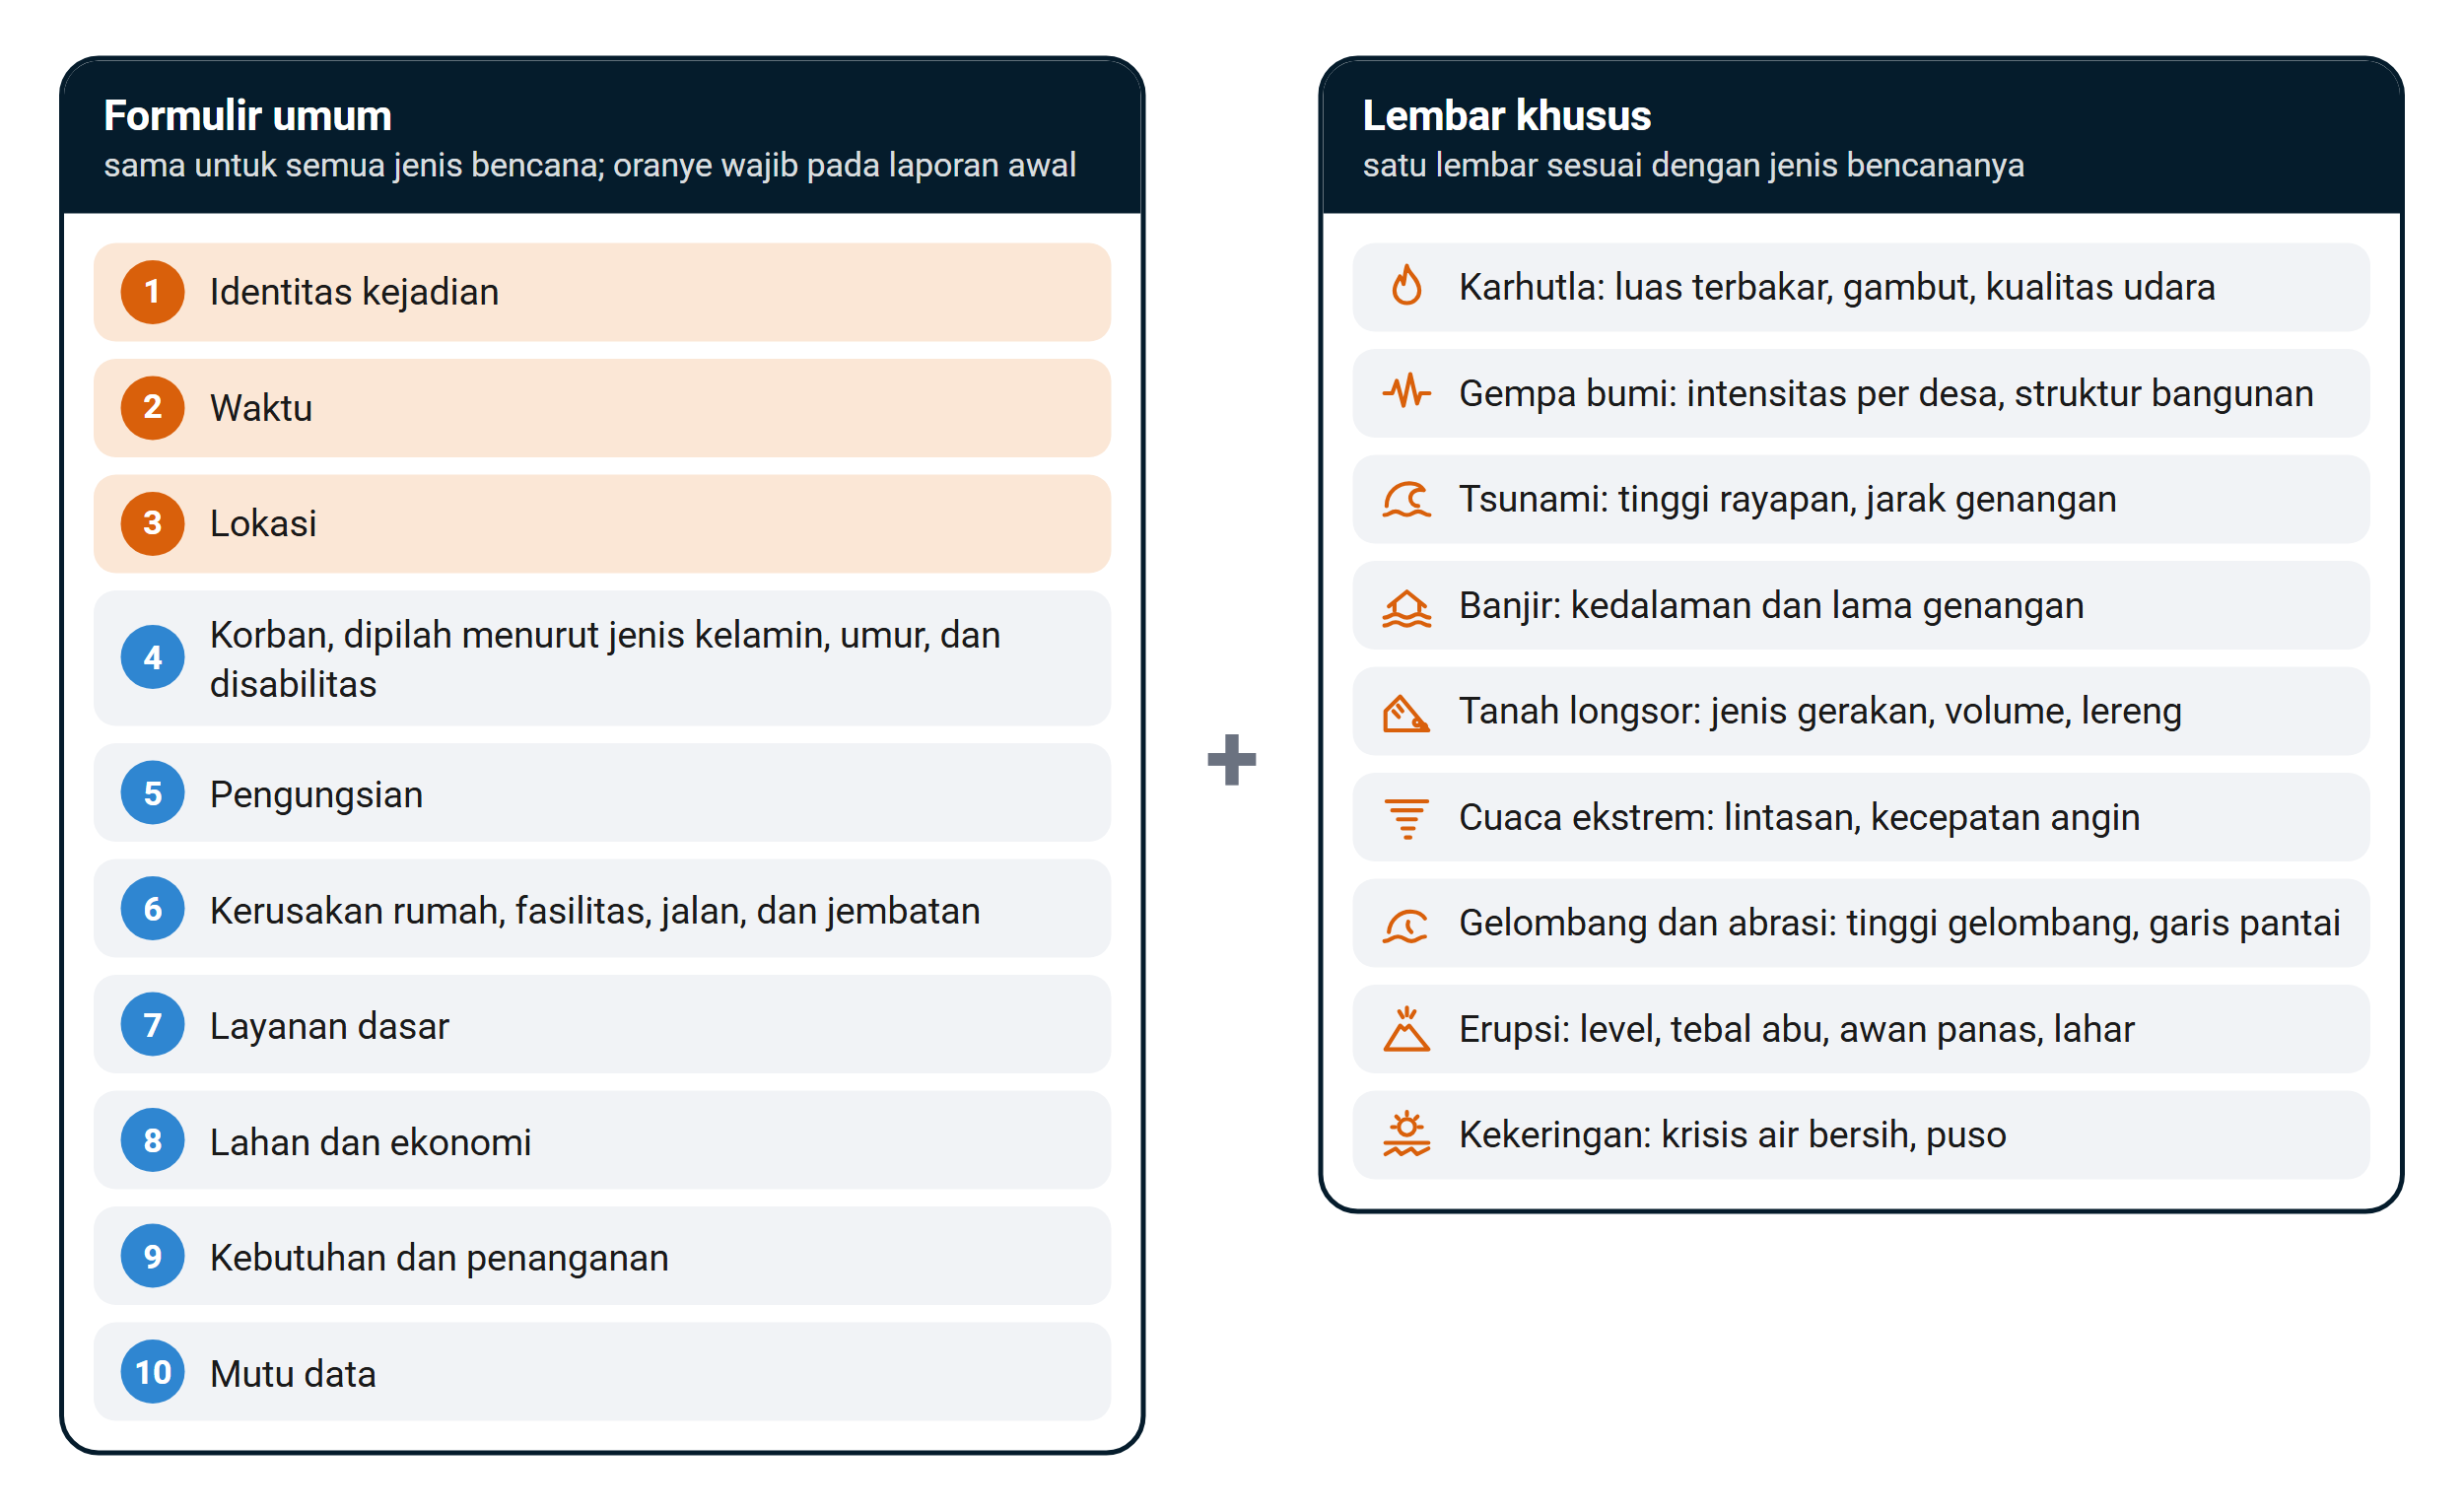 Formulir umum
sama untuk semua jenis bencana; oranye wajib pada laporan awal
1 Identitas kejadian
2 Waktu
3 Lokasi
4 Korban, dipilah menurut jenis kelamin, umur, dan
disabilitas
5 Pengungsian
6 Kerusakan rumah, fasilitas, jalan, dan jembatan
7 Layanan dasar
8 Lahan dan ekonomi
9 Kebutuhan dan penanganan
10 Mutu data
+
Lembar khusus
satu lembar sesuai dengan jenis bencananya
Karhutla: luas terbakar, gambut, kualitas udara
Gempa bumi: intensitas per desa, struktur bangunan
Tsunami: tinggi rayapan, jarak genangan
Banjir: kedalaman dan lama genangan
Tanah longsor: jenis gerakan, volume, lereng
Cuaca ekstrem: lintasan, kecepatan angin
Gelombang dan abrasi: tinggi gelombang, garis pantai
Erupsi: level, tebal abu, awan panas, lahar
Kekeringan: krisis air bersih, puso